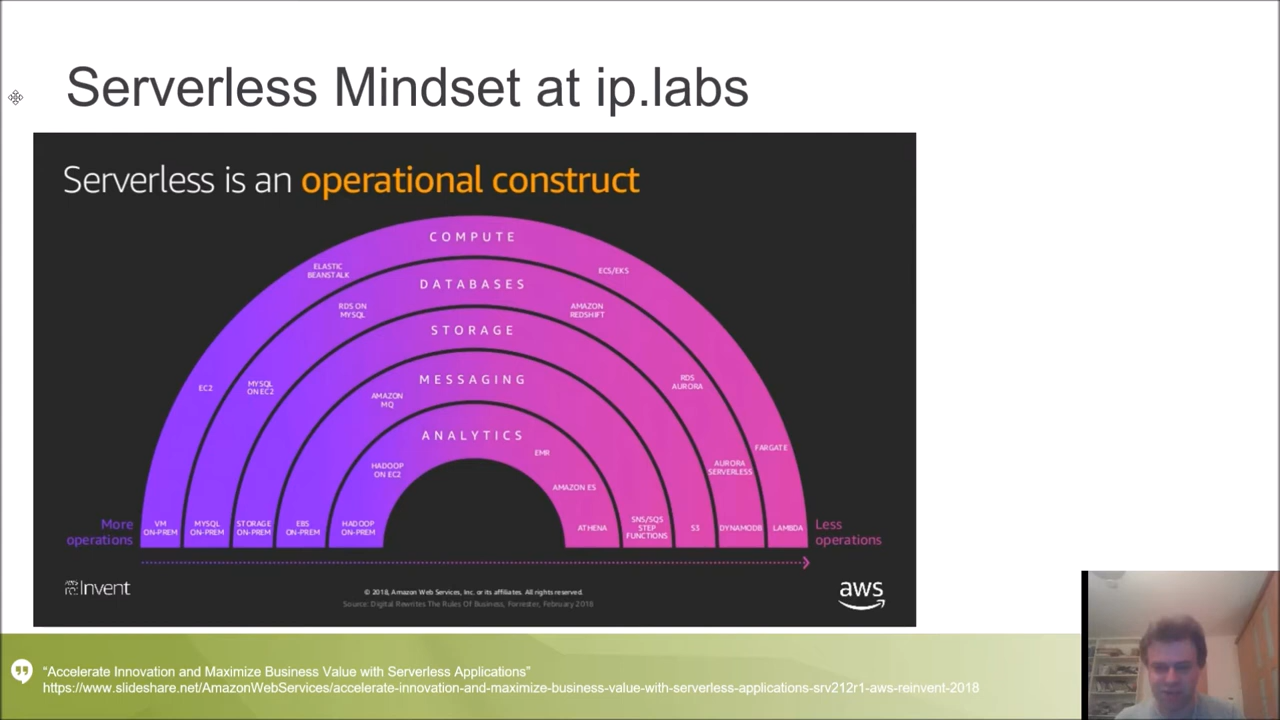 Serverless Mindset at ip.labs
Serverless is an operational construct
COMPUTE
ELASTIC
BEANSTALK
ECS/EKS
DATABASES
RDS ON
MYSQL
AMAZON
REDSHIFT
STORAGE
EC2
MYSQL
ON EC2
RDS
AURORA
MESSAGING
AMAZON
MQ
FARGATE
ANALYTICS
EMR
HADOOP
ON EC2
AURORA
SERVERLESS
AMAZON ES
More
operations
VM
ON-PREM
MYSQL
ON-PREM
STORAGE
ON-PREM
EBS
ON-PREM
HADOOP
ON-PREM
ATHENA
SNS/SQS
STEP
FUNCTIONS
S3
DYNAMODB
LAMBDA
Less
operations
re:Invent
© 2018, Amazon Web Services, Inc. or its affiliates. All rights reserved.
Source: Digital Rewrites The Rules Of Business, Forrester, February 2018
aws
"Accelerate Innovation and Maximize Business Value with Serverless Applications"
https://www.slideshare.net/AmazonWebServices/accelerate-innovation-and-maximize-business-value-with-serverless-applications-srv212r1-aws-reinvent-2018